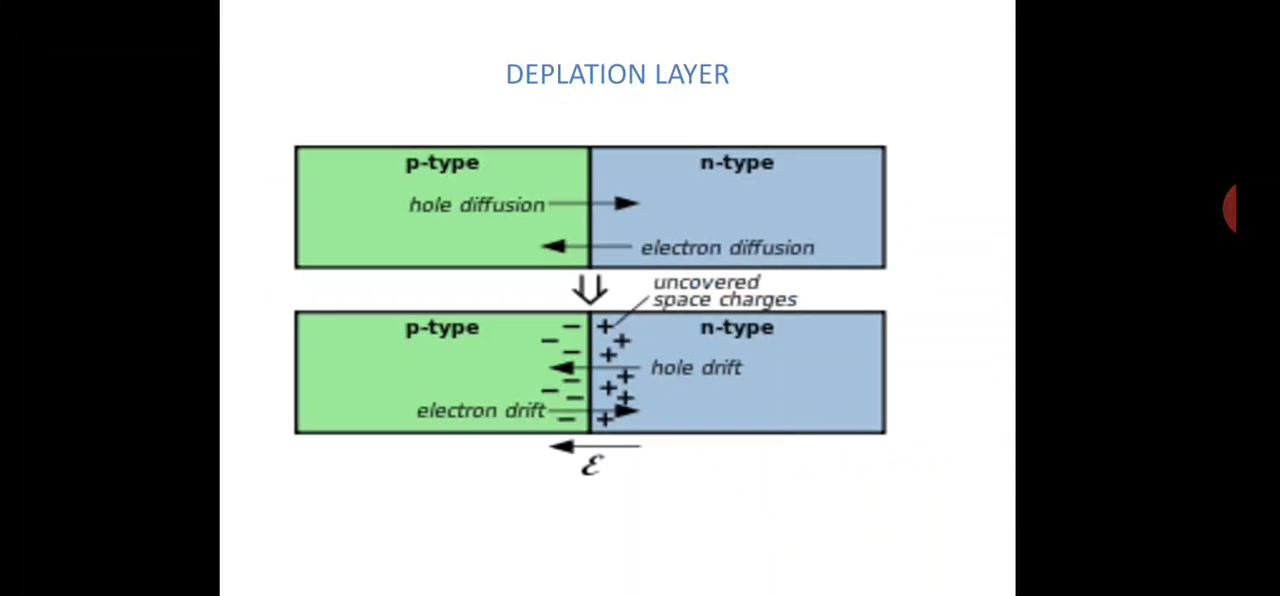 DEPLATION LAYER
p-type
n-type
hole diffusion
electron diffusion
uncovered
space charges
p-type
n-type
hole drift
electron drift
ℰ